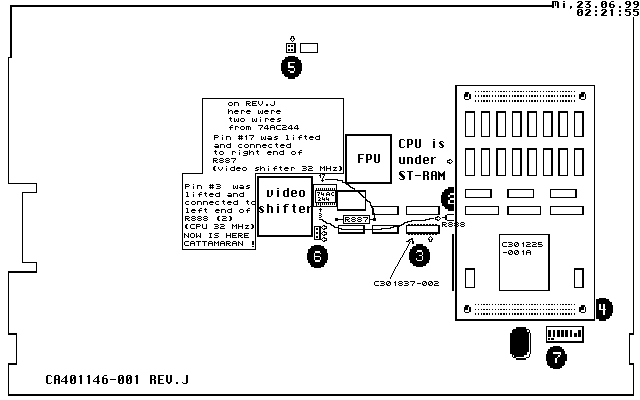 Mi,23.06.99
02:21:55
5
on REV.J
here were
two wires
from 74AC244
Pin #17 was lifted
and connected
to right end of
R887
(video shifter 32 MHz)
FPU
CPU is
under
ST-RAM
Pin #3 was
lifted and
connected to
left end of
R888 (2)
(CPU 32 MHz)
NOW IS HERE
CATTAMARAN !
video
shifter
17
74AC
244
3
R887
2
R888
6
3
C301837-002
C301225
-001A
4
7
CA401146-001 REV.J